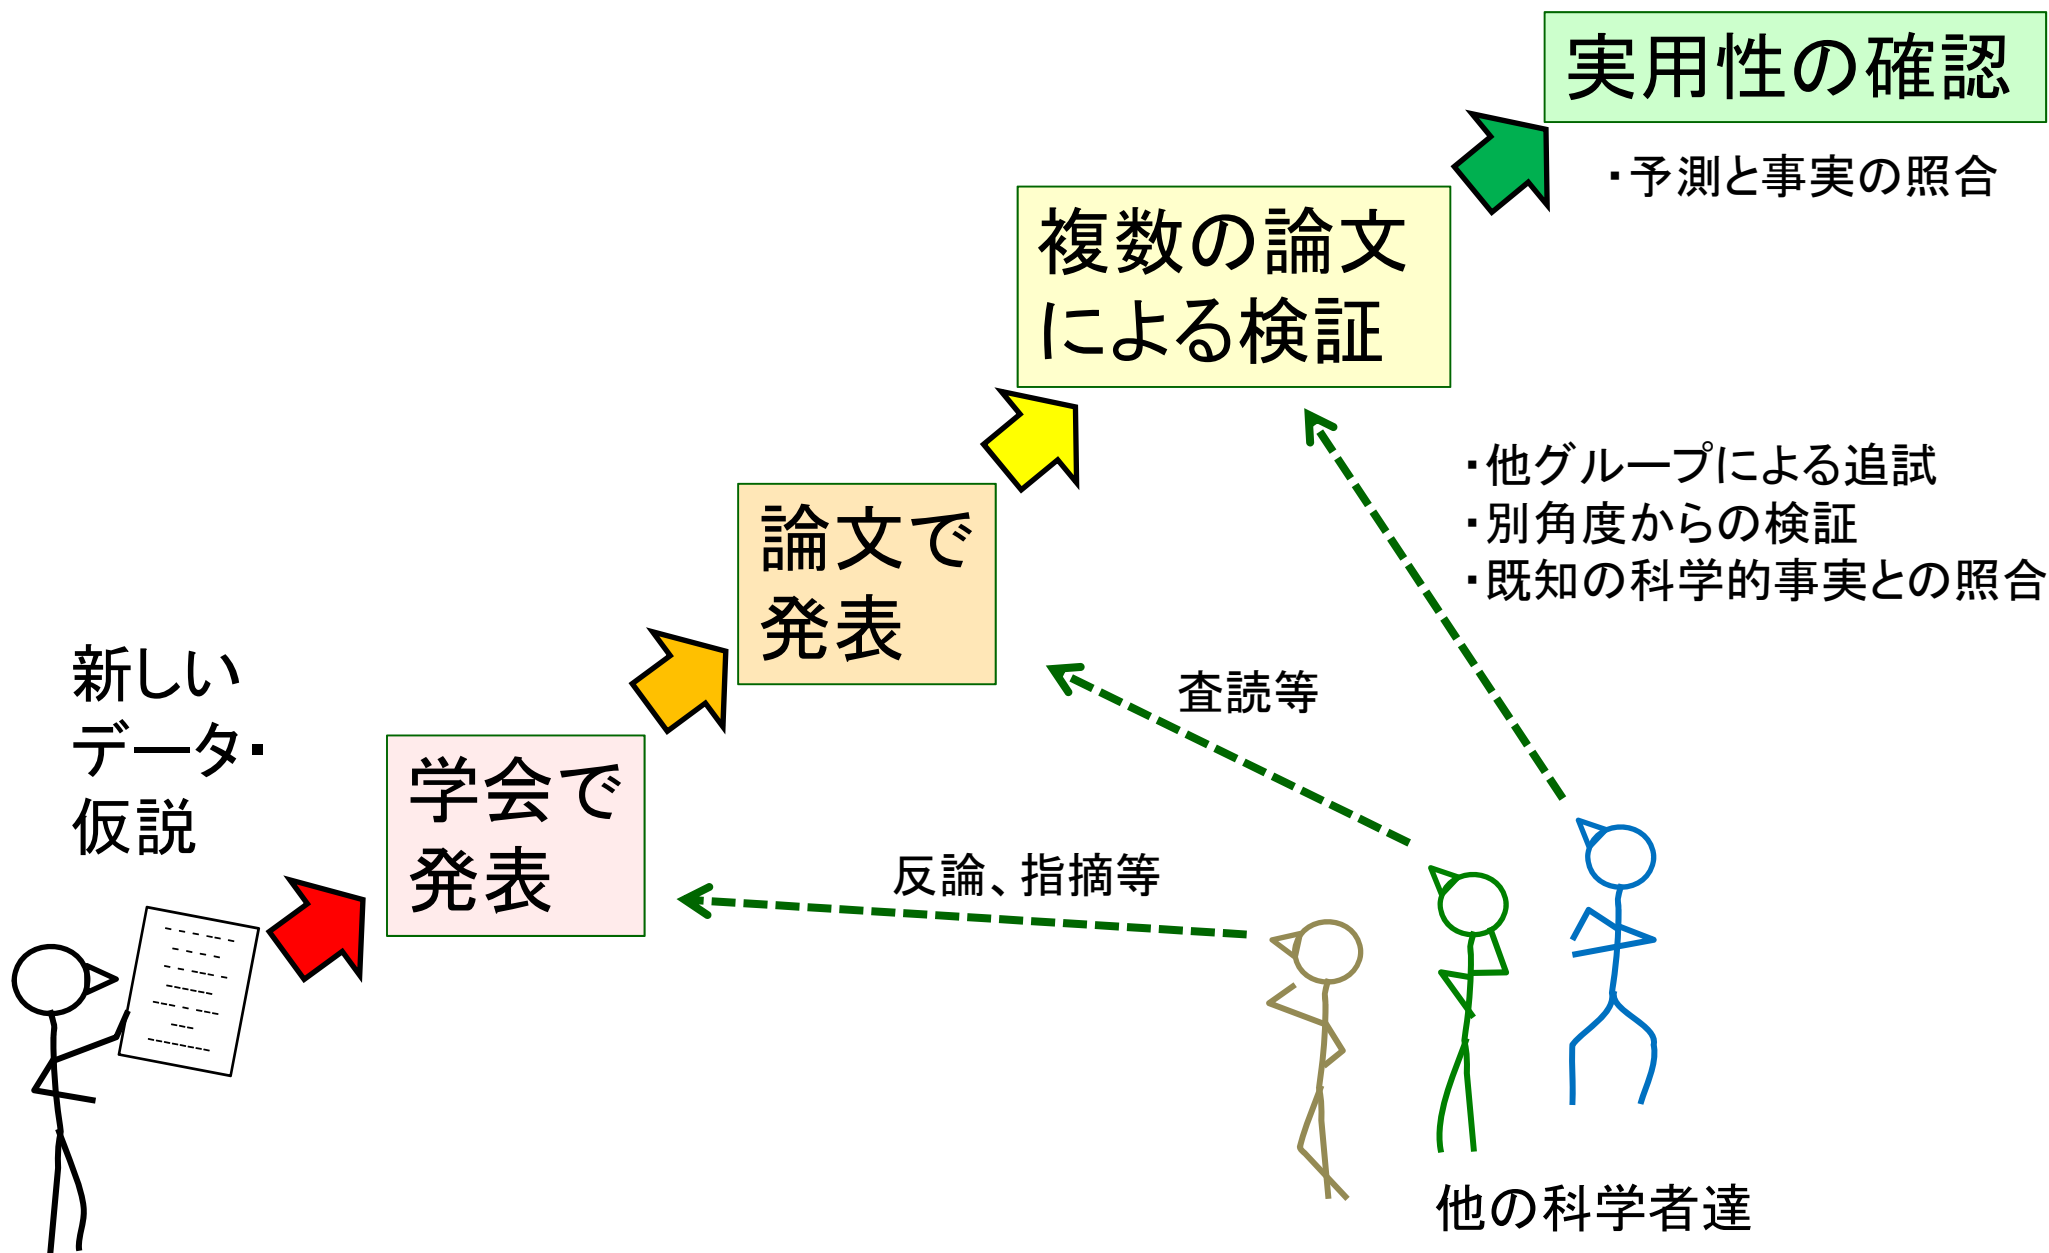 実用性の確認
・予測と事実の照合
複数の論文
による検証
・他グループによる追試
・別角度からの検証
・既知の科学的事実との照合
論文で
発表
査読等
新しい
データ・
仮説
学会で
発表
反論、指摘等
他の科学者達